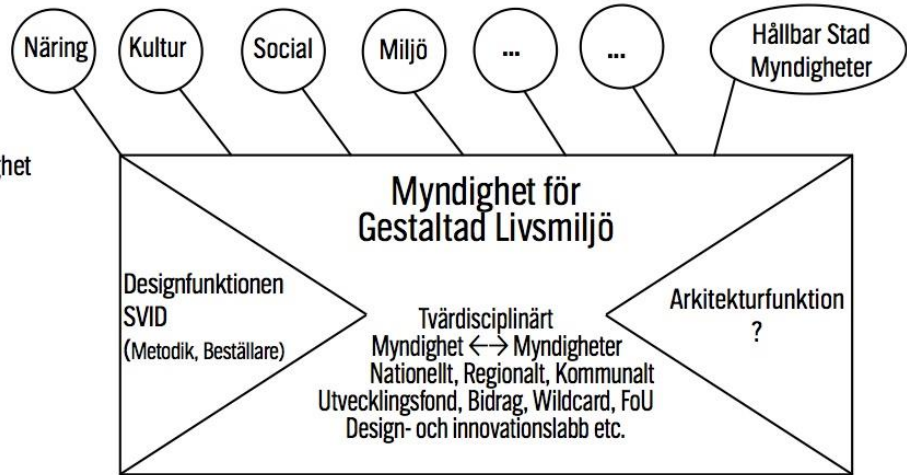 Näring
Kultur
Social
Miljö
...
...
Hållbar Stad
Myndigheter
Myndighet för
Gestaltad Livsmiljö
Designfunktionen
SVID
(Metodik, Beställare)
Tvärdisciplinärt
Myndighet ←→ Myndigheter
Nationellt, Regionalt, Kommunalt
Utvecklingsfond, Bidrag, Wildcard, FoU
Design- och innovationslabb etc.
Arkitekturfunktion
?